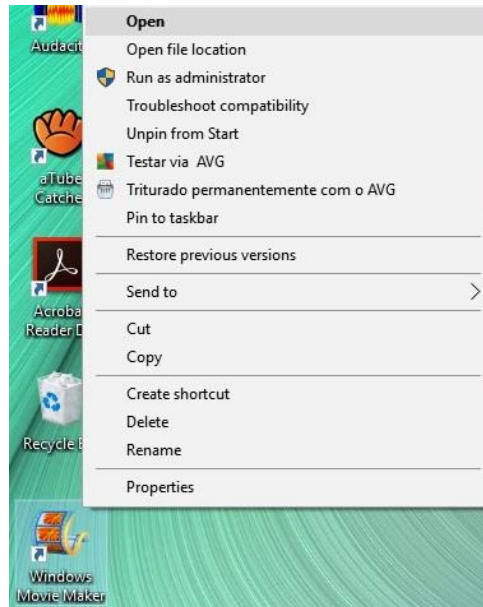 Audacit
aTube
Catche
Acroba
Reader D
Recycle B
Windows
Movie Maker
Open
Open file location
Run as administrator
Troubleshoot compatibility
Unpin from Start
Testar via AVG
Triturado permanentemente com o AVG
Pin to taskbar
Restore previous versions
Send to
Cut
Copy
Create shortcut
Delete
Rename
Properties